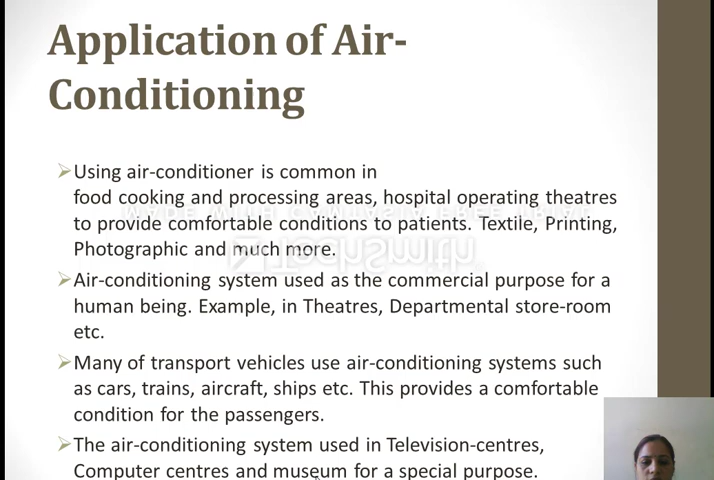 Application of Air-
Conditioning
Using air-conditioner is common in
food cooking and processing areas, hospital operating theatres
to provide comfortable conditions to patients. Textile, Printing,
Photographic and much more.
Air-conditioning system used as the commercial purpose for a
human being. Example, in Theatres, Departmental store-room
etc.
Many of transport vehicles use air-conditioning systems such
as cars, trains, aircraft, ships etc. This provides a comfortable
condition for the passengers.
The air-conditioning system used in Television-centres,
Computer centres and museum for a special purpose.